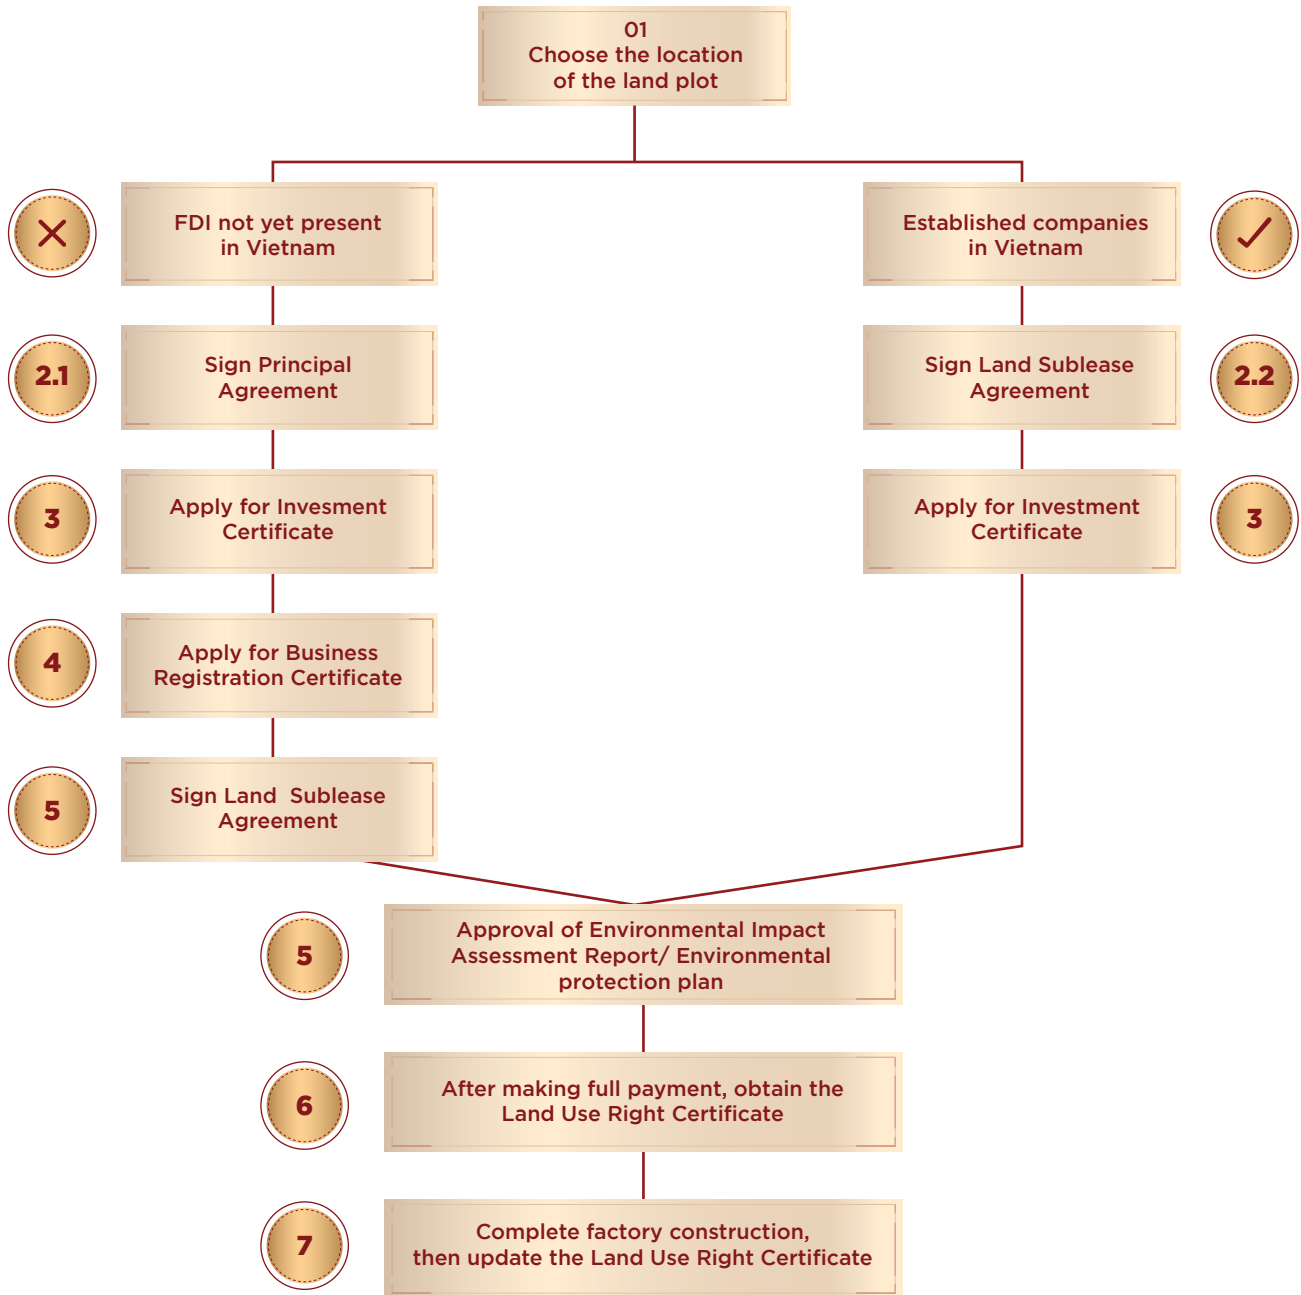 01
Choose the location
of the land plot
FDI not yet present
in Vietnam
Established companies
in Vietnam
2.1
Sign Principal
Agreement
Sign Land Sublease
Agreement
2.2
3
Apply for Invesment
Certificate
Apply for Investment
Certificate
3
4
Apply for Business
Registration Certificate
5
Sign Land Sublease
Agreement
5
Approval of Environmental Impact
Assessment Report/ Environmental
protection plan
6
After making full payment, obtain the
Land Use Right Certificate
7
Complete factory construction,
then update the Land Use Right Certificate